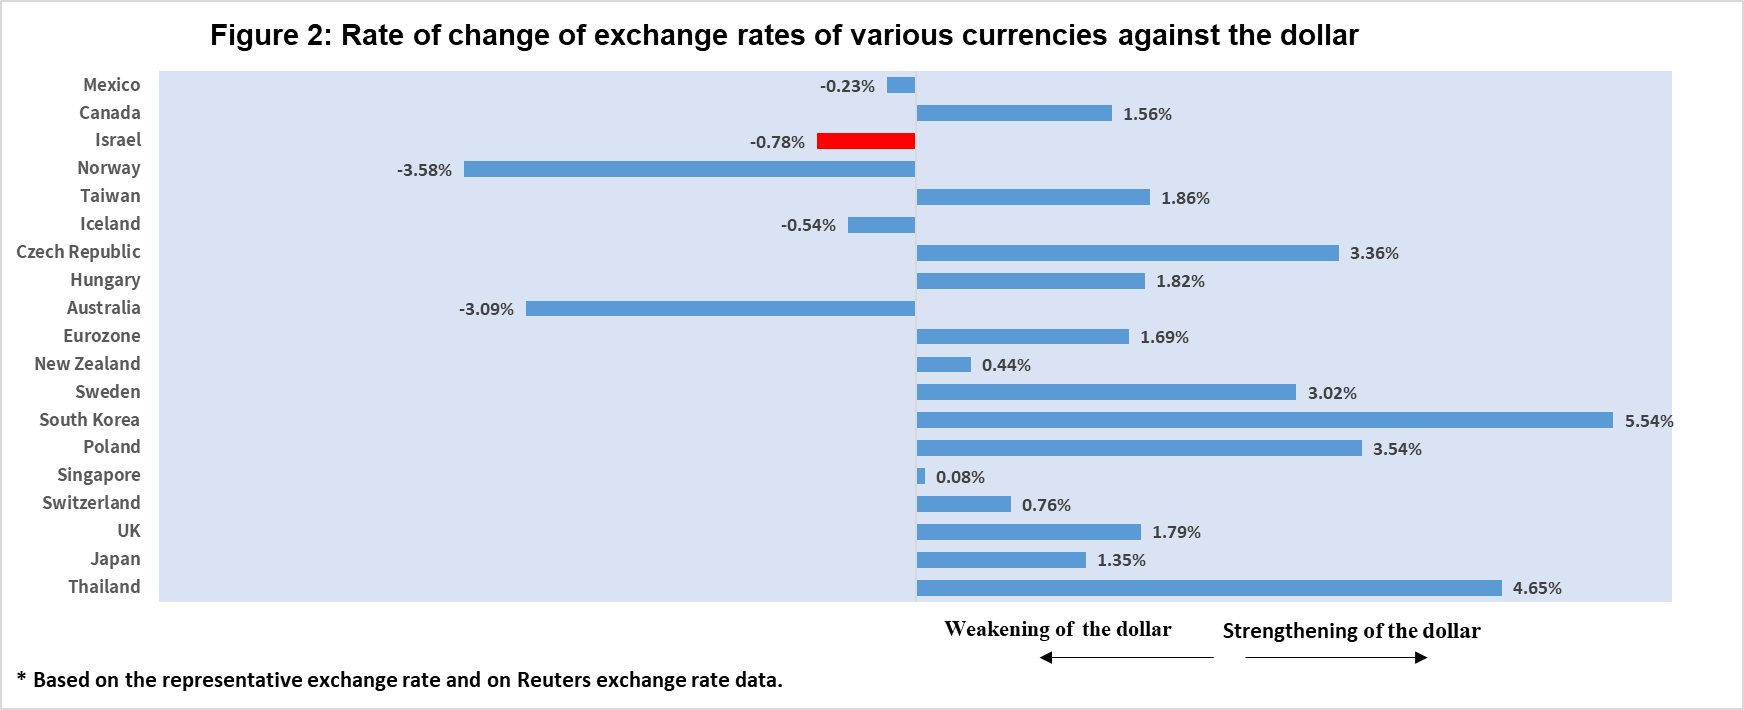 Figure 2: Rate of change of exchange rates of various currencies against the dollar
Mexico -0.23%
Canada 1.56%
Israel -0.78%
Norway -3.58%
Taiwan 1.86%
Iceland -0.54%
Czech Republic 3.36%
Hungary 1.82%
Australia -3.09%
Eurozone 1.69%
New Zealand 0.44%
Sweden 3.02%
South Korea 5.54%
Poland 3.54%
Singapore 0.08%
Switzerland 0.76%
UK 1.79%
Japan 1.35%
Thailand 4.65%
Weakening of the dollar Strengthening of the dollar
* Based on the representative exchange rate and on Reuters exchange rate data.